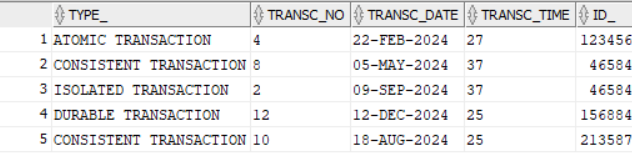 TYPE_ TRANSC_NO TRANSC_DATE TRANSC_TIME ID_
1 ATOMIC TRANSACTION 4 22-FEB-2024 27 123456
2 CONSISTENT TRANSACTION 8 05-MAY-2024 37 46584
3 ISOLATED TRANSACTION 2 09-SEP-2024 37 46584
4 DURABLE TRANSACTION 12 12-DEC-2024 25 156884
5 CONSISTENT TRANSACTION 10 18-AUG-2024 25 213587